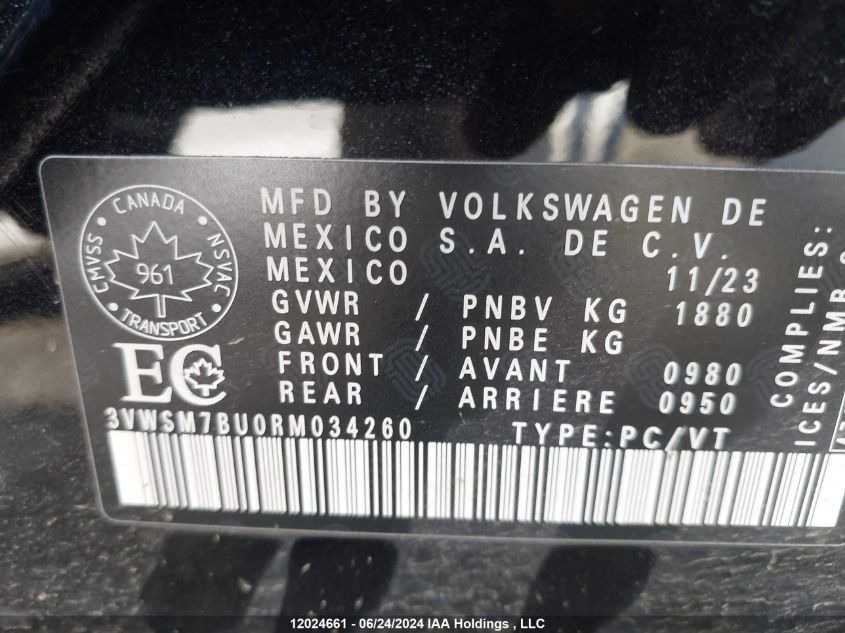 CANADA
CMVSS
NSVAC
961
TRANSPORT
EC
MFD BY VOLKSWAGEN DE
MEXICO S.A. DE C.V.
MEXICO 11/23
GVWR / PNBV KG 1880
GAWR / PNBE KG
FRONT / AVANT 0980
REAR / ARRIERE 0950
3VWSM7BU0RM034260 TYPE:PC/VT
COMPLIES:
ICES/NMB
12024661 - 06/24/2024 IAA Holdings , LLC